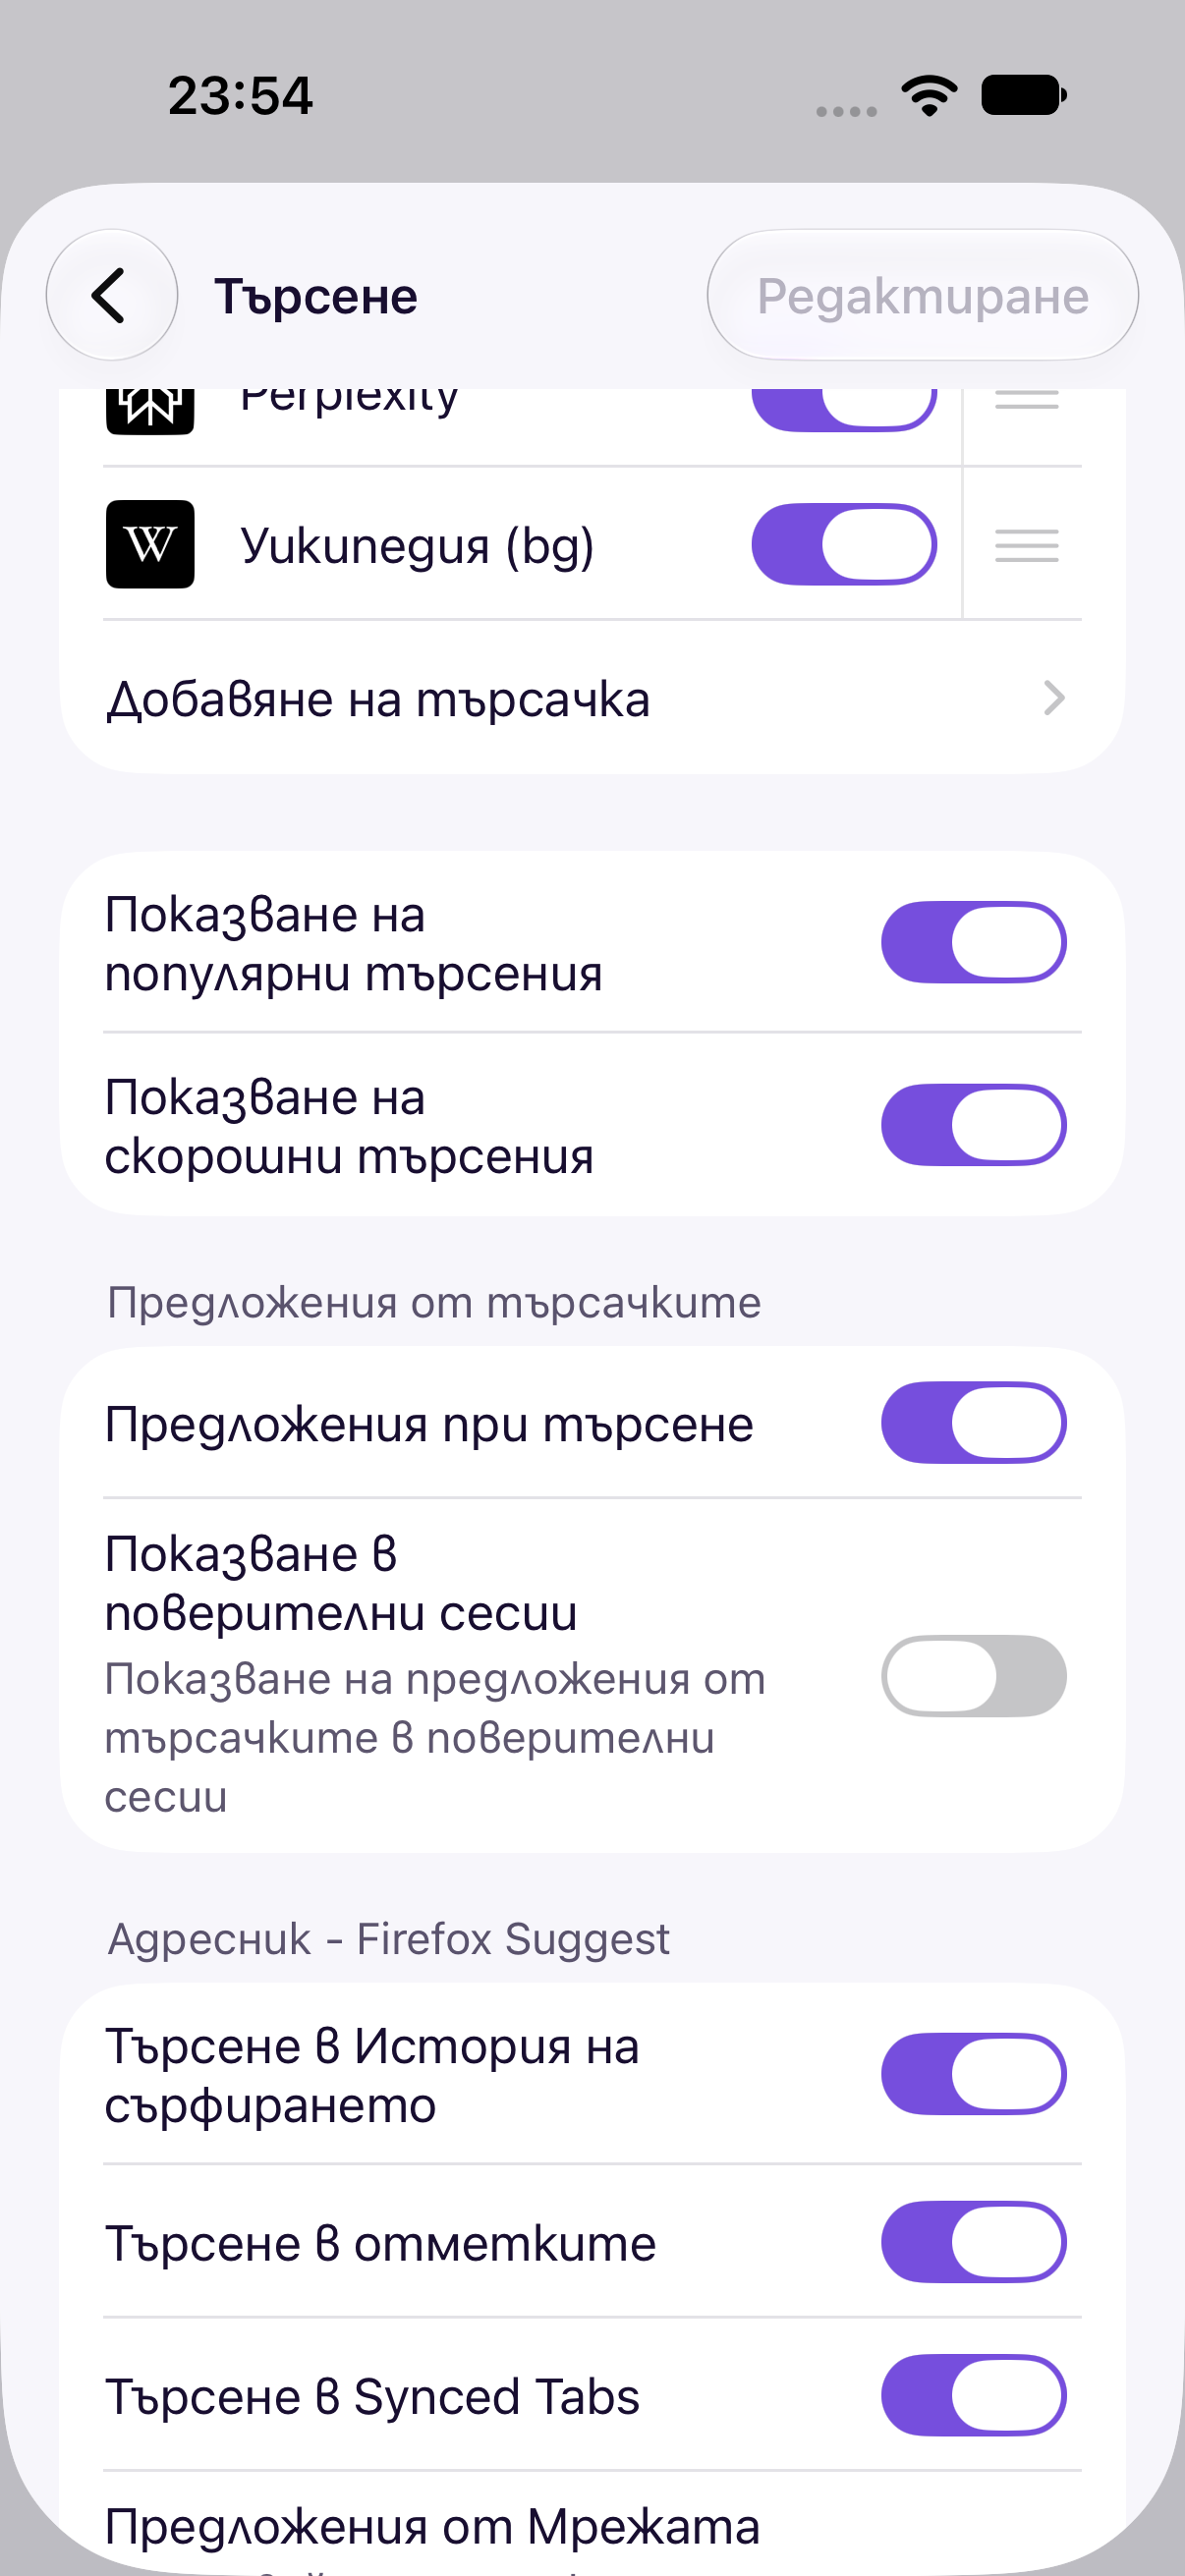 23:54
Търсене
Редактиране
Perplexity
W
Уикипедия (bg)
Добавяне на търсачка
Показване на
популярни търсения
Показване на
скорошни търсения
Предложения от търсачките
Предложения при търсене
Показване в
поверителни сесии
Показване на предложения от
търсачките в поверителни
сесии
Адресник - Firefox Suggest
Търсене в История на
сърфирането
Търсене в отметките
Търсене в Synced Tabs
Предложения от Мрежата